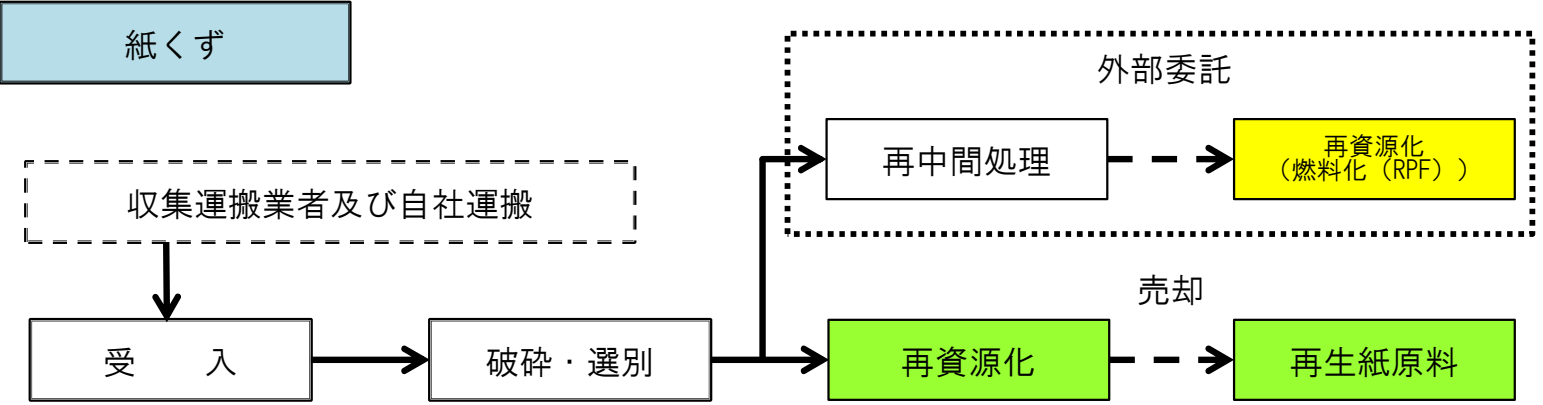 紙くず
外部委託
再中間処理
再資源化
（燃料化（RPF））
収集運搬業者及び自社運搬
売却
受　　入
破砕・選別
再資源化
再生紙原料